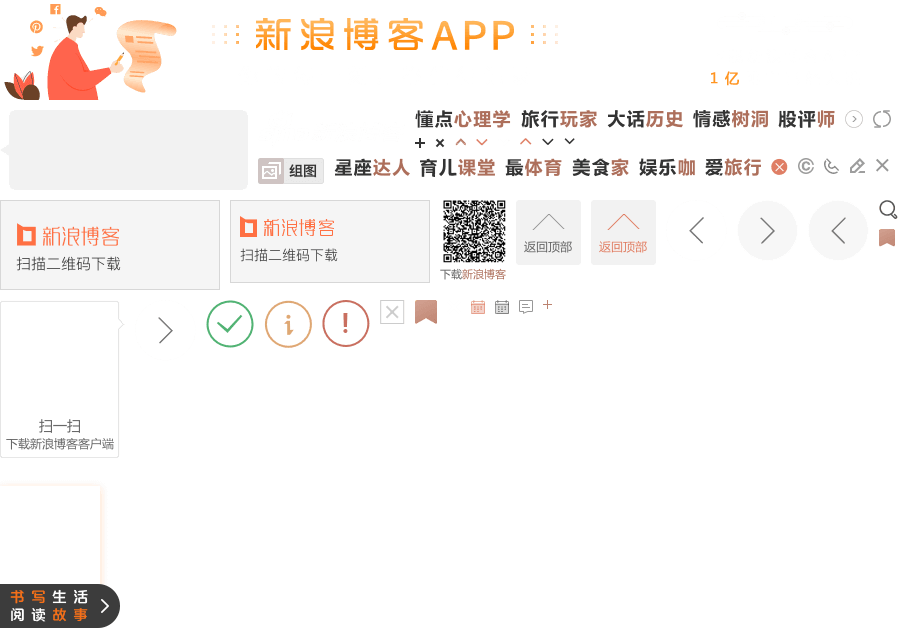 新浪博客APP
1 亿
懂点心理学 旅行玩家 大话历史 情感树洞 股评师
组图 星座达人 育儿课堂 最体育 美食家 娱乐咖 爱旅行
新浪博客
扫描二维码下载
新浪博客
扫描二维码下载
下载新浪博客
返回顶部
返回顶部
扫一扫
下载新浪博客客户端
书写生活
阅读故事